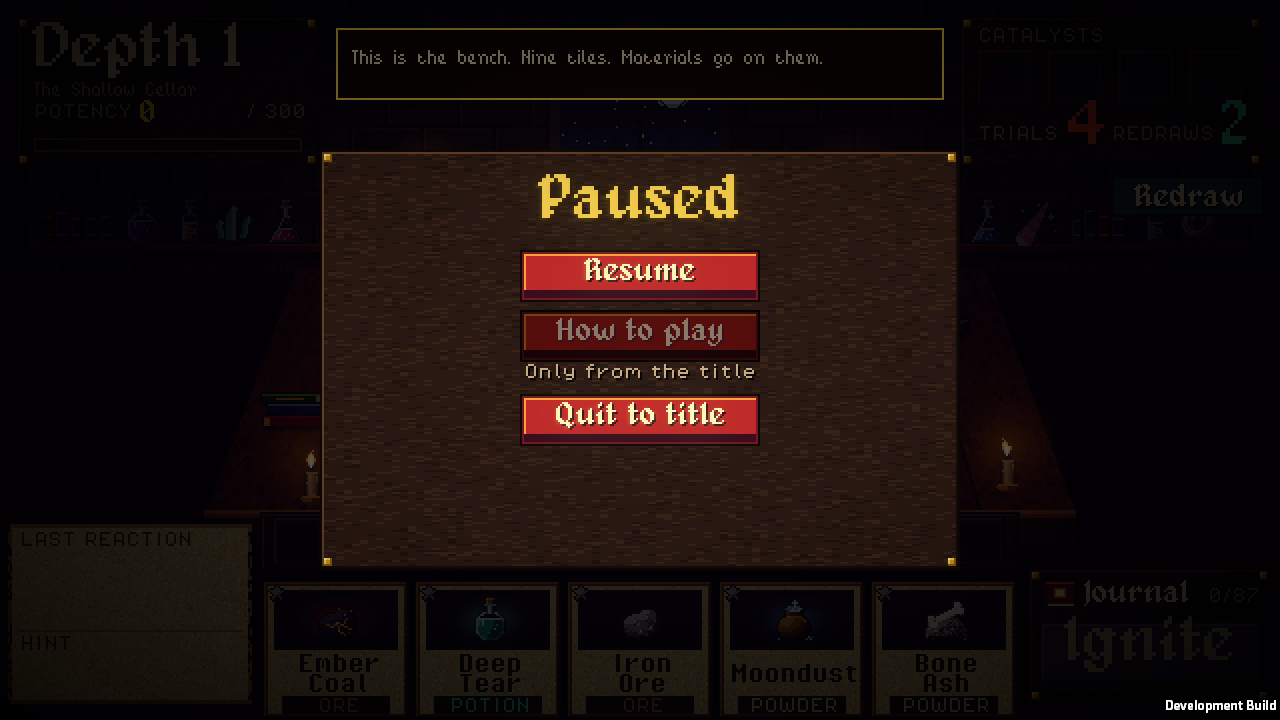 Depth 1
The Shallow Cellar
POTENCY 0 / 300
This is the bench. Nine tiles. Materials go on them.
CATALYSTS
TRIALS 4 REDRAWS 2
Redraw
Paused
Resume
How to play
Only from the title
Quit to title
LAST REACTION
HINT
Ember
Coal
ORE
Deep
Tear
POTION
Iron
Ore
ORE
Moondust
POWDER
Bone
Ash
POWDER
Journal 0/87
Ignite
Development Build